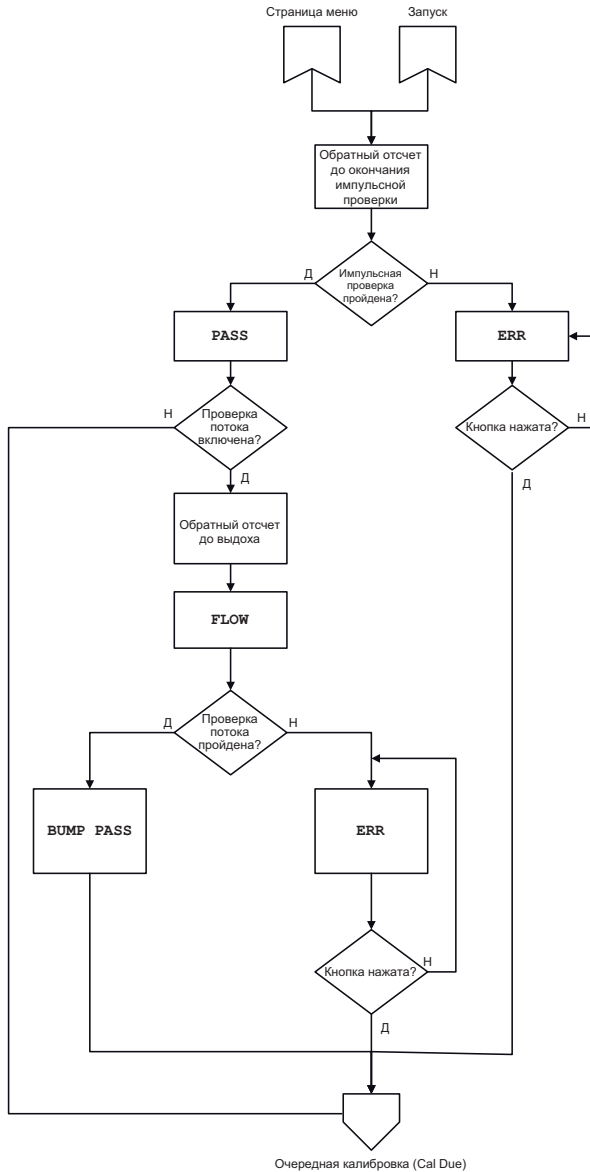 Страница меню
Запуск
Обратный отсчет
до окончания
импульсной
проверки
Импульсная
проверка
пройдена?
Д
Н
PASS
ERR
Проверка
потока
включена?
Н
Д
Кнопка нажата?
Н
Д
Обратный отсчет
до выдоха
FLOW
Проверка
потока
пройдена?
Д
Н
BUMP PASS
ERR
Кнопка нажата?
Н
Д
Очередная калибровка (Cal Due)